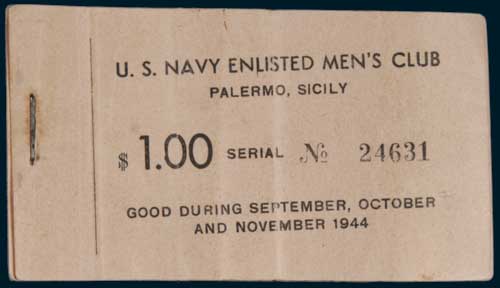 U. S. NAVY ENLISTED MEN'S CLUB
PALERMO, SICILY
$ 1.00 SERIAL № 24631
GOOD DURING SEPTEMBER, OCTOBER
AND NOVEMBER 1944